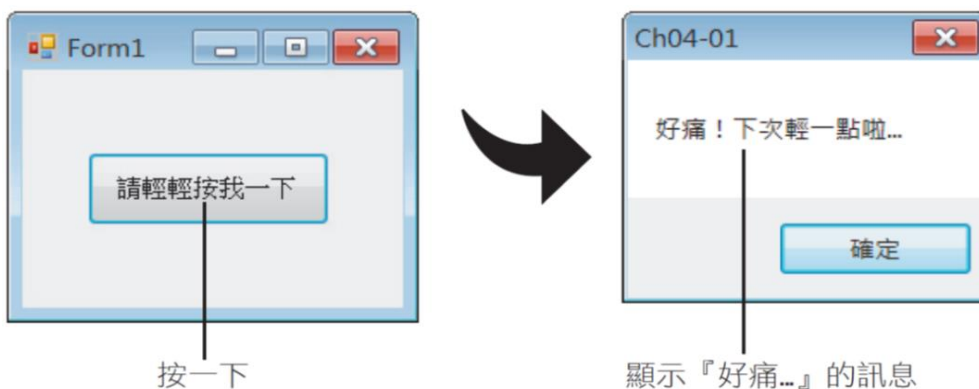 Form1
請輕輕按我一下
按一下
Ch04-01
好痛！下次輕一點啦…
確定
顯示『好痛…』的訊息